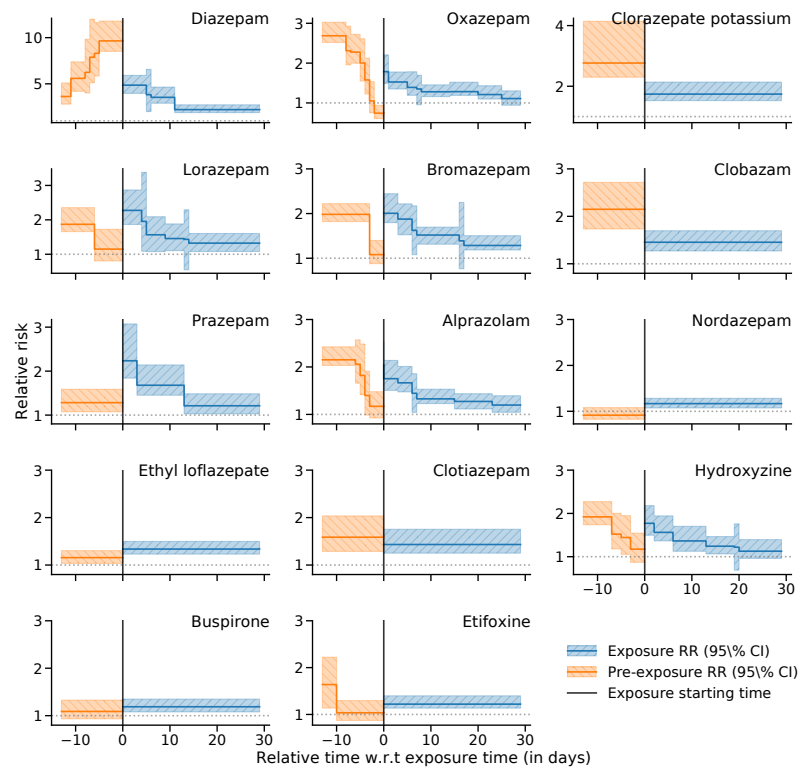 Diazepam
10
5
Oxazepam
3
2
1
Clorazepate potassium
4
2
Lorazepam
3
2
1
Bromazepam
3
2
1
Clobazam
3
2
1
Relative risk
Prazepam
3
2
1
Alprazolam
3
2
1
Nordazepam
3
2
1
Ethyl loflazepate
3
2
1
Clotiazepam
3
2
1
Hydroxyzine
3
2
1
−10 0 10 20 30
Buspirone
3
2
1
−10 0 10 20 30
Etifoxine
3
2
1
−10 0 10 20 30
Exposure RR (95\% CI)
Pre-exposure RR (95\% CI)
Exposure starting time
Relative time w.r.t exposure time (in days)